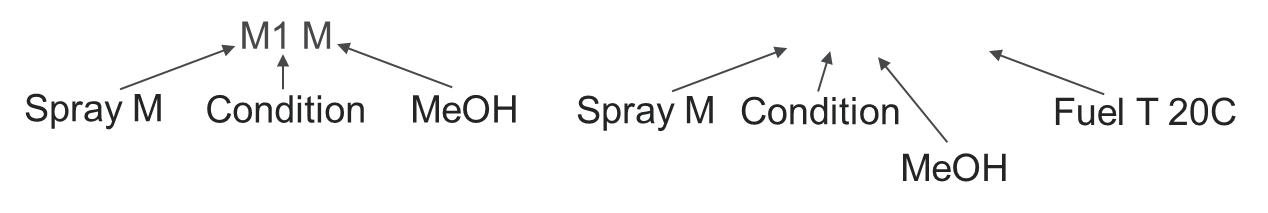 M1 M
Spray M Condition MeOH
Spray M Condition Fuel T 20C
MeOH